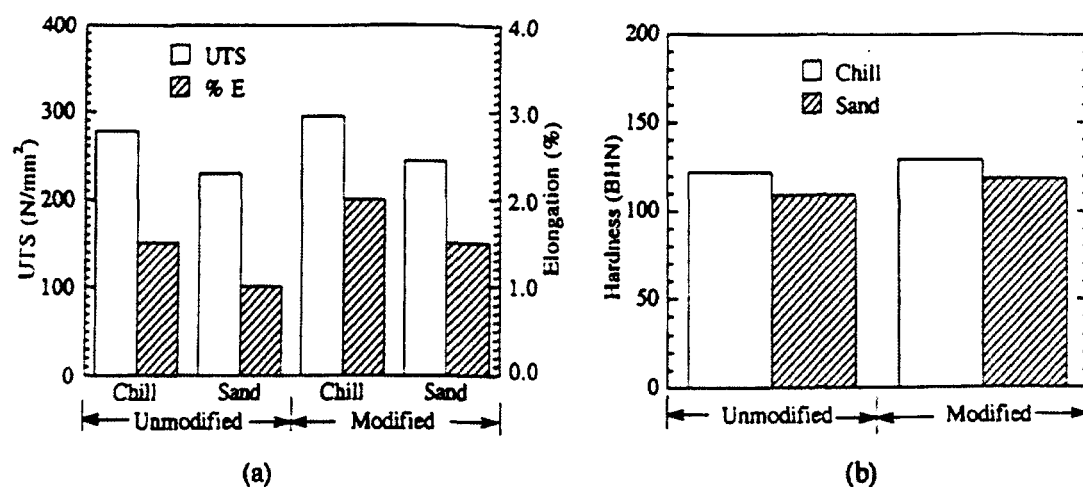 400
300
200
100
0
UTS (N/mm²)
UTS
% E
4.0
3.0
2.0
1.0
0.0
Elongation (%)
Chill
Sand
Chill
Sand
Unmodified
Modified
(a)
200
150
100
50
0
Hardness (BHN)
Chill
Sand
Unmodified
Modified
(b)